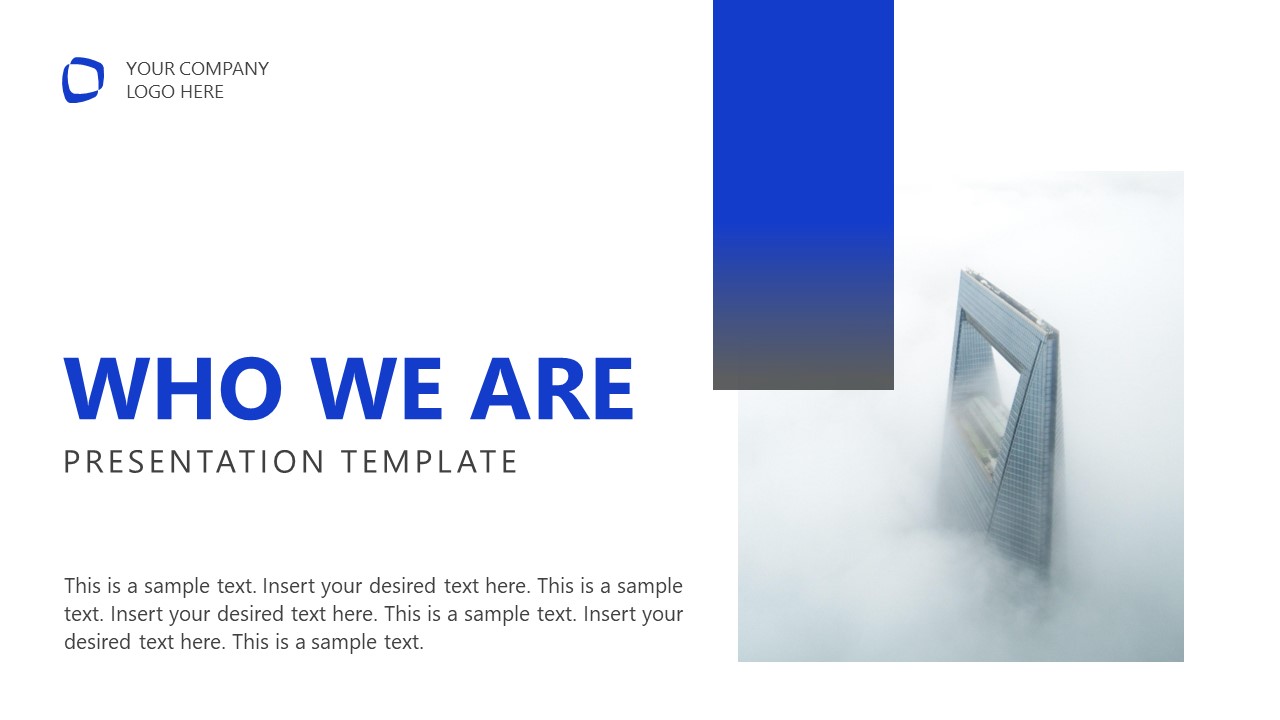 YOUR COMPANY
LOGO HERE
WHO WE ARE
PRESENTATION TEMPLATE
This is a sample text. Insert your desired text here. This is a sample
text. Insert your desired text here. This is a sample text. Insert your
desired text here. This is a sample text.